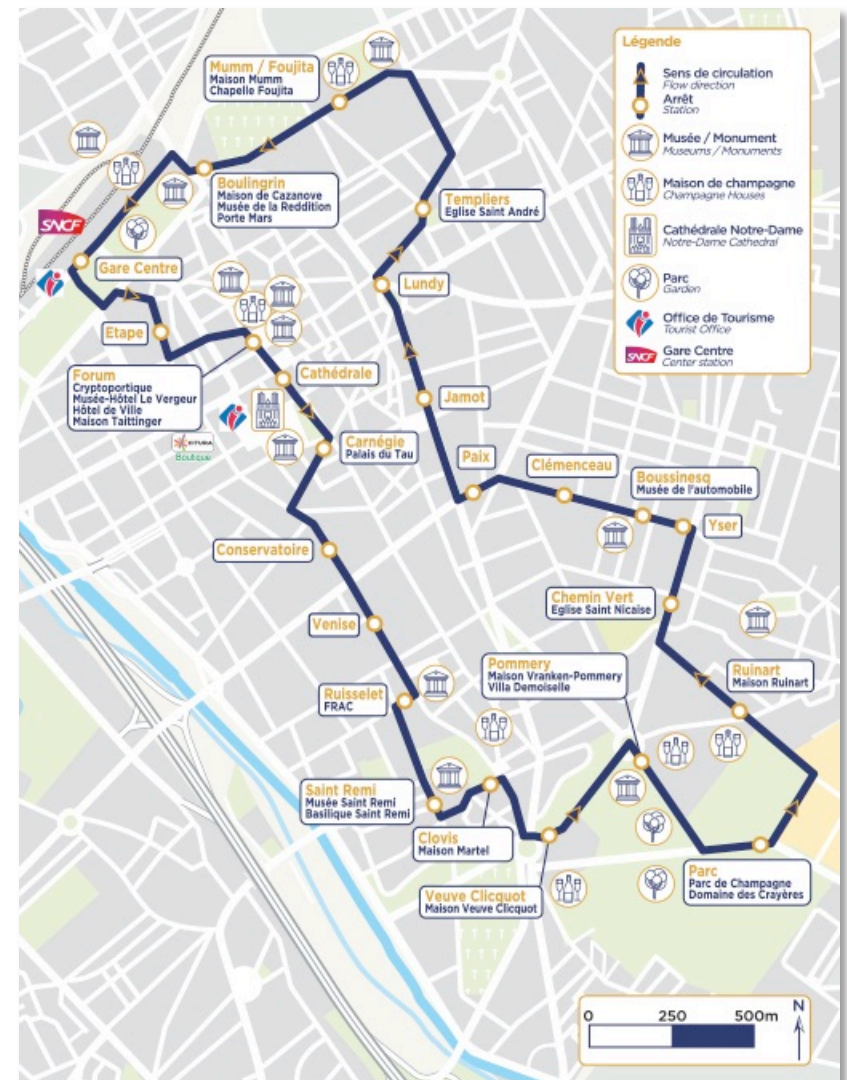 Mumm / Foujita
Maison Mumm
Chapelle Foujita
Boulingrin
Maison de Cazanove
Musée de la Reddition
Porte Mars
Templiers
Eglise Saint André
SNCF
Gare Centre
Lundy
Etape
Forum
Cryptoportique
Musée-Hôtel Le Vergeur
Hôtel de Ville
Maison Taittinger
Cathédrale
Jamot
CITURA
Boutique
Carnégie
Palais du Tau
Paix
Clémenceau
Boussinesq
Musée de l'automobile
Yser
Conservatoire
Chemin Vert
Eglise Saint Nicaise
Venise
Pommery
Maison Vranken-Pommery
Villa Demoiselle
Ruinart
Maison Ruinart
Ruisselet
FRAC
Saint Remi
Musée Saint Remi
Basilique Saint Remi
Clovis
Maison Martel
Veuve Clicquot
Maison Veuve Clicquot
Parc
Parc de Champagne
Domaine des Crayères
Légende
Sens de circulation
Flow direction
Arrêt
Station
Musée / Monument
Museums / Monuments
Maison de champagne
Champagne Houses
Cathédrale Notre-Dame
Notre-Dame Cathedral
Parc
Garden
Office de Tourisme
Tourist Office
SNCF
Gare Centre
Center station
0 250 500m
N